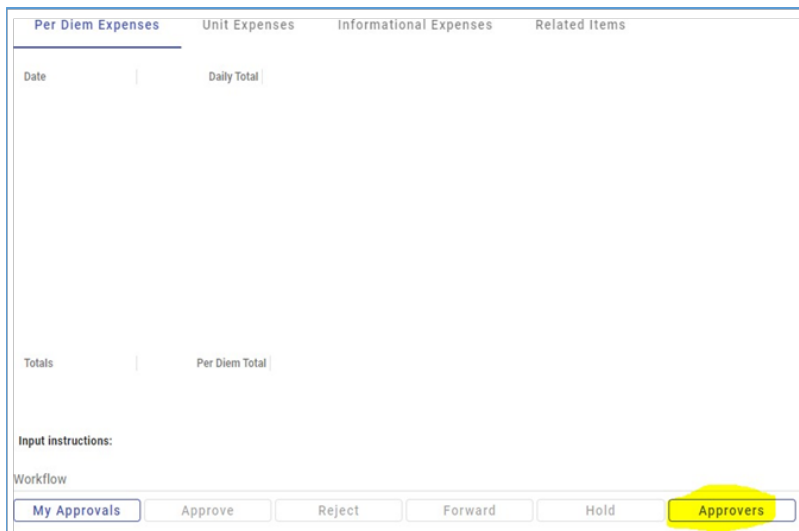 Per Diem Expenses Unit Expenses Informational Expenses Related Items
Date Daily Total
Totals Per Diem Total
Input instructions:
Workflow
My Approvals Approve Reject Forward Hold Approvers